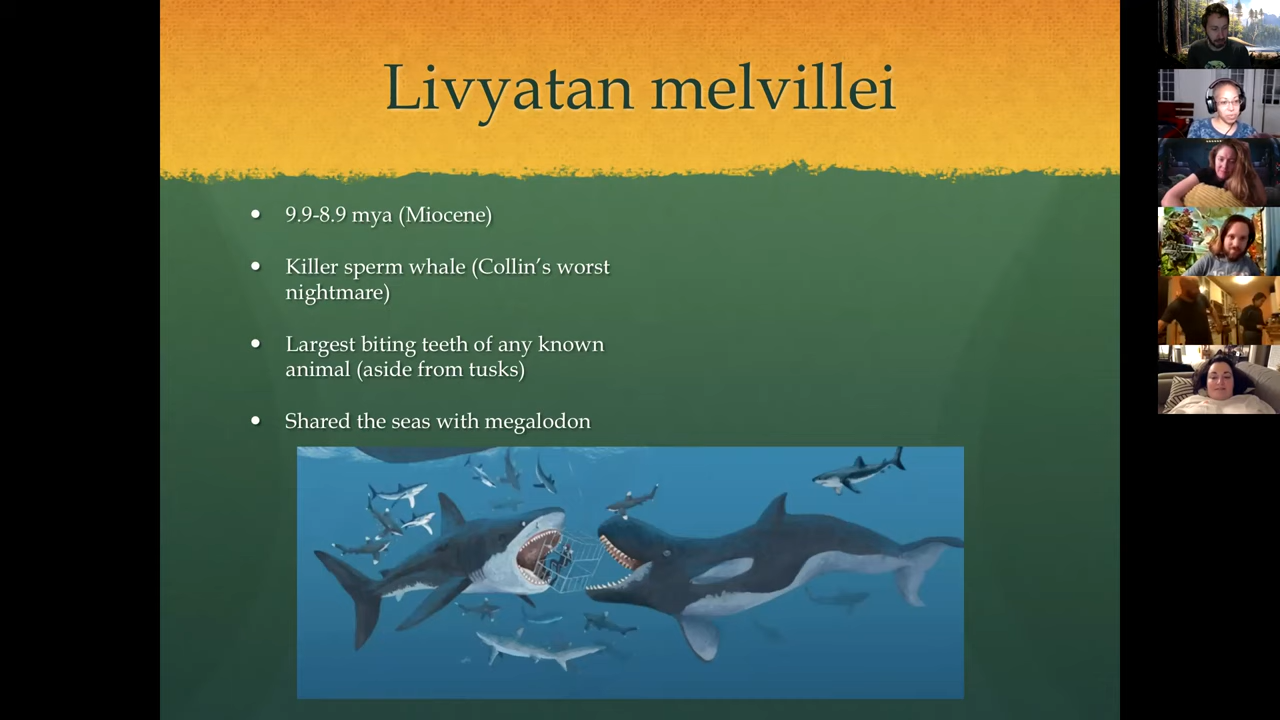 Livyatan melvillei
• 9.9-8.9 mya (Miocene)
• Killer sperm whale (Collin's worst
nightmare)
• Largest biting teeth of any known
animal (aside from tusks)
• Shared the seas with megalodon